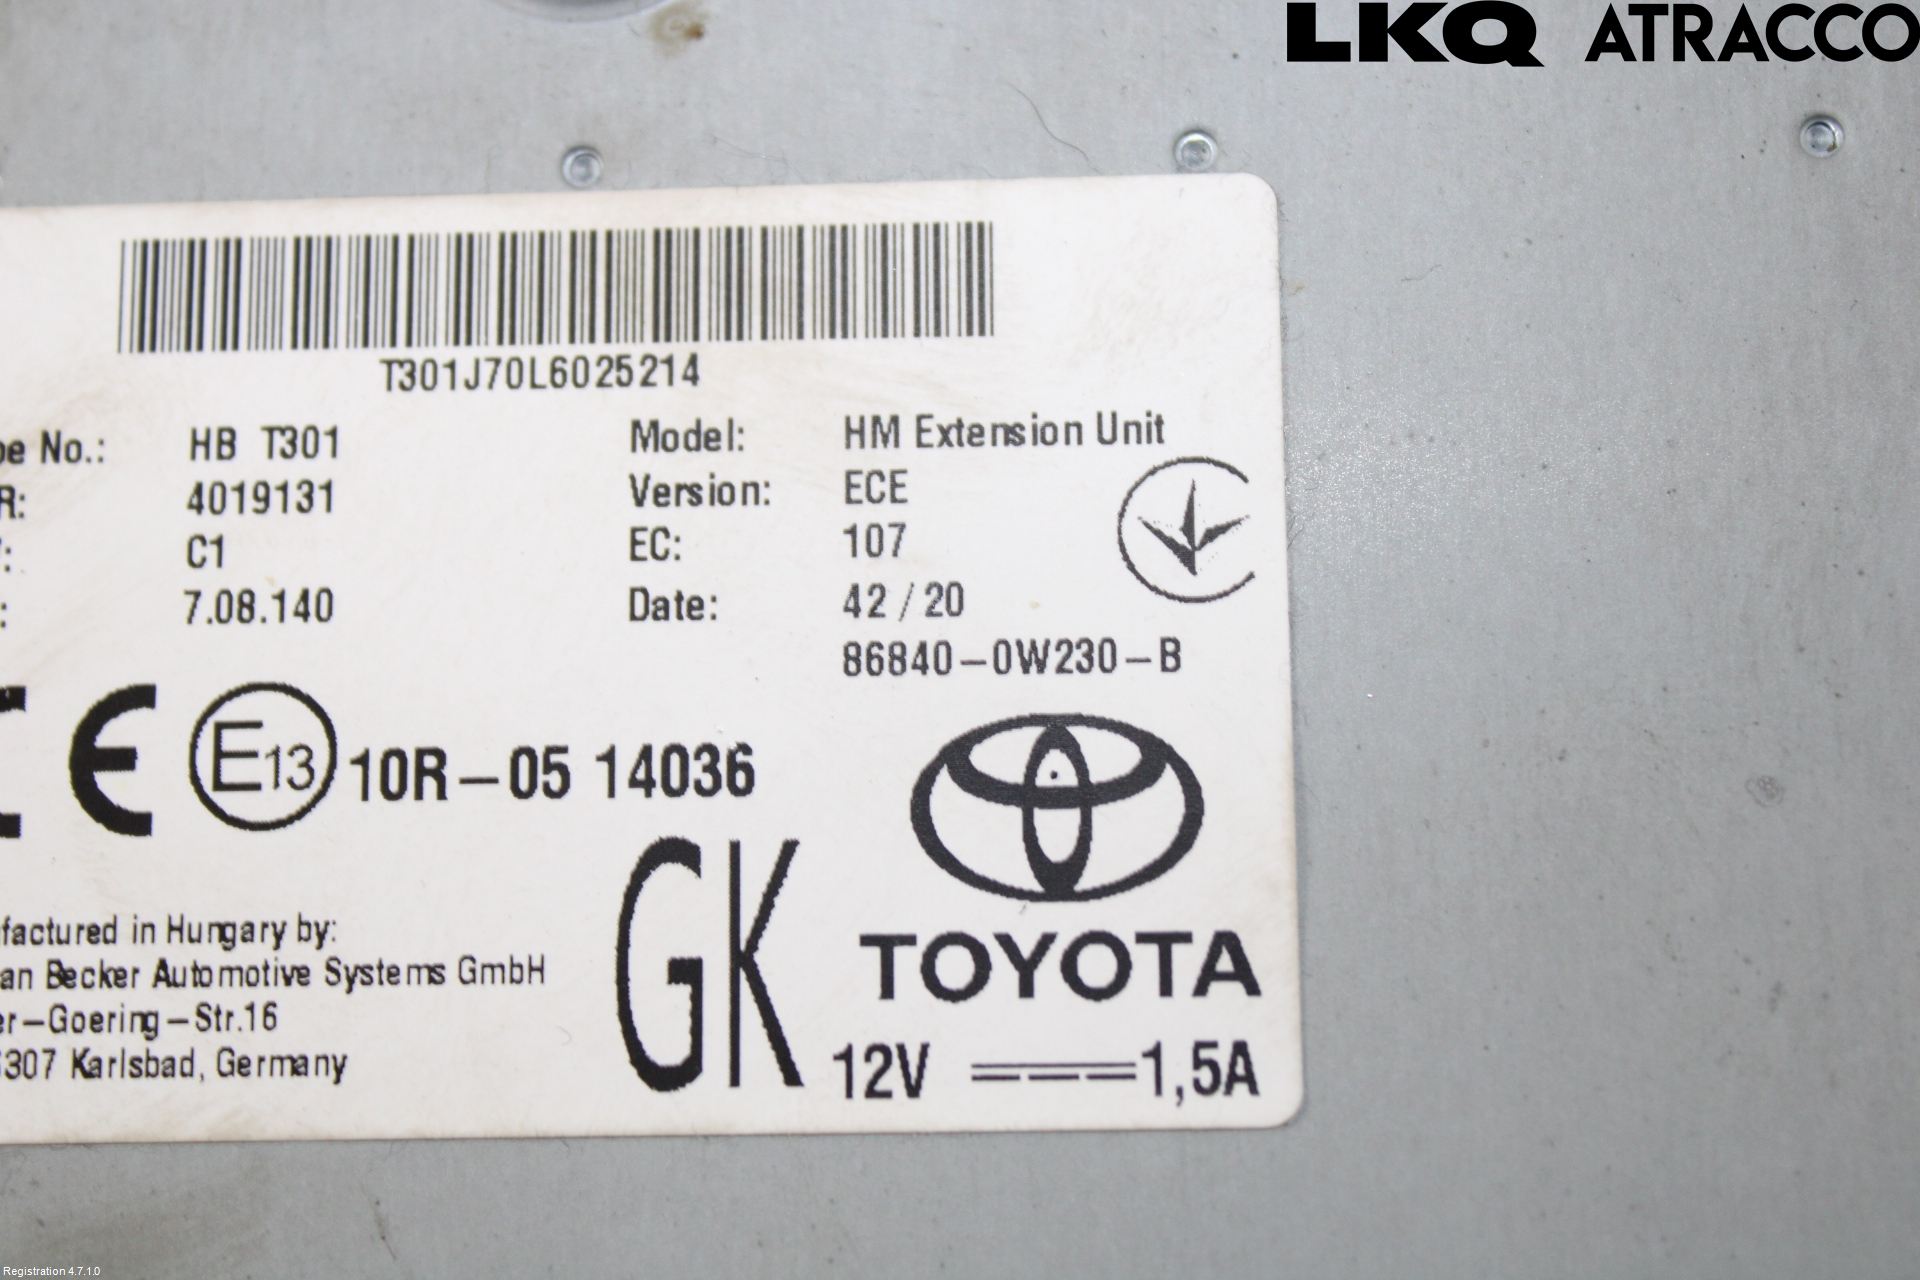 LKQ ATRACCO
T301J70L6025214
No.: HB T301 Model: HM Extension Unit
R: 4019131 Version: ECE
C1 EC: 107
7.08.140 Date: 42 / 20
86840-0W230-B
CE E13 10R-05 14036
GK
TOYOTA
factured in Hungary by:
an Becker Automotive Systems GmbH
er-Goering-Str.16
307 Karlsbad, Germany
12V 1,5A
Registration 4.7.1.0